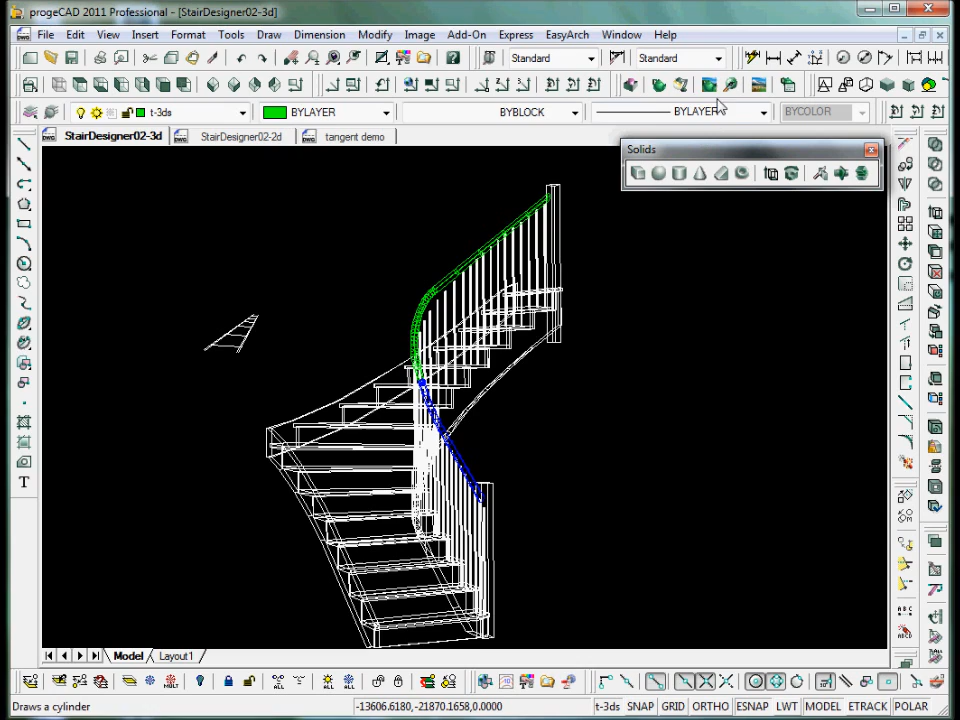 progeCAD 2011 Professional - [StairDesigner02-3d]
File Edit View Insert Format Tools Draw Dimension Modify Image Add-On Express EasyArch Window Help
Standard Standard
t-3ds BYLAYER BYBLOCK BYLAYER BYCOLOR
StairDesigner02-3d StairDesigner02-2d tangent demo
Solids
T
Model Layout1
Draws a cylinder -13606.6180, -21870.1658,0.0000 t-3ds SNAP GRID ORTHO ESNAP LWT MODEL ETRACK POLAR